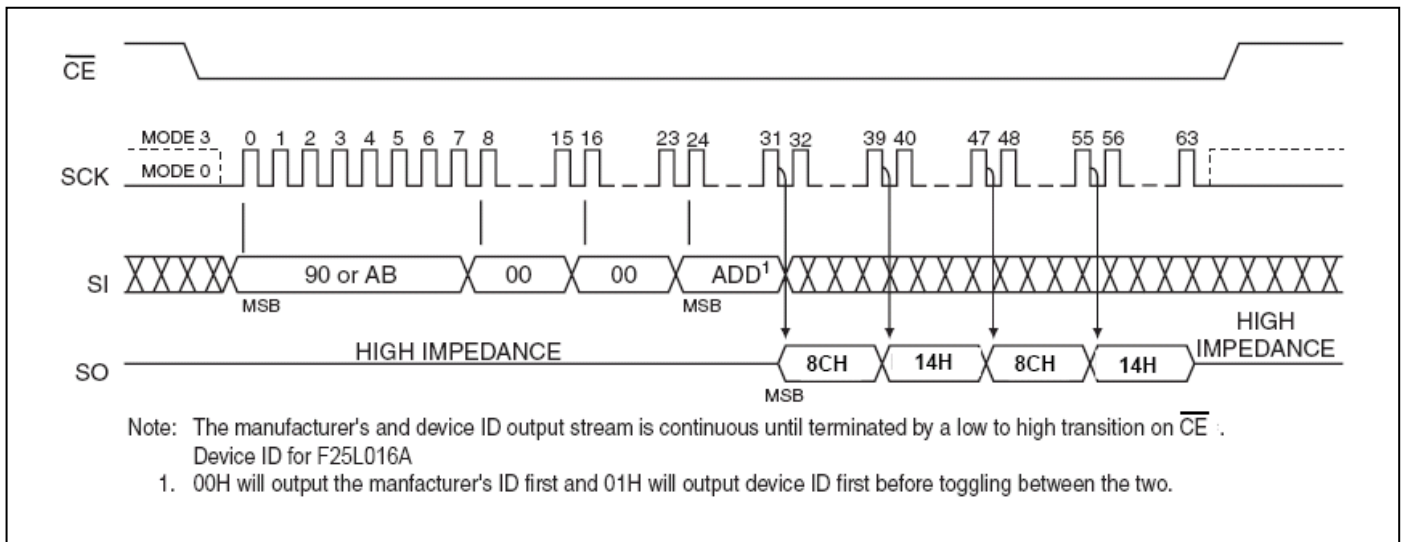 CE
MODE 3
0 1 2 3 4 5 6 7 8 15 16 23 24 31 32 39 40 47 48 55 56 63
SCK
MODE 0
SI
90 or AB 00 00 ADD1
MSB MSB
HIGH IMPEDANCE
HIGH IMPEDANCE
SO
8CH 14H 8CH 14H
MSB
Note: The manufacturer's and device ID output stream is continuous until terminated by a low to high transition on CE .
Device ID for F25L016A
1. 00H will output the manfacturer's ID first and 01H will output device ID first before toggling between the two.